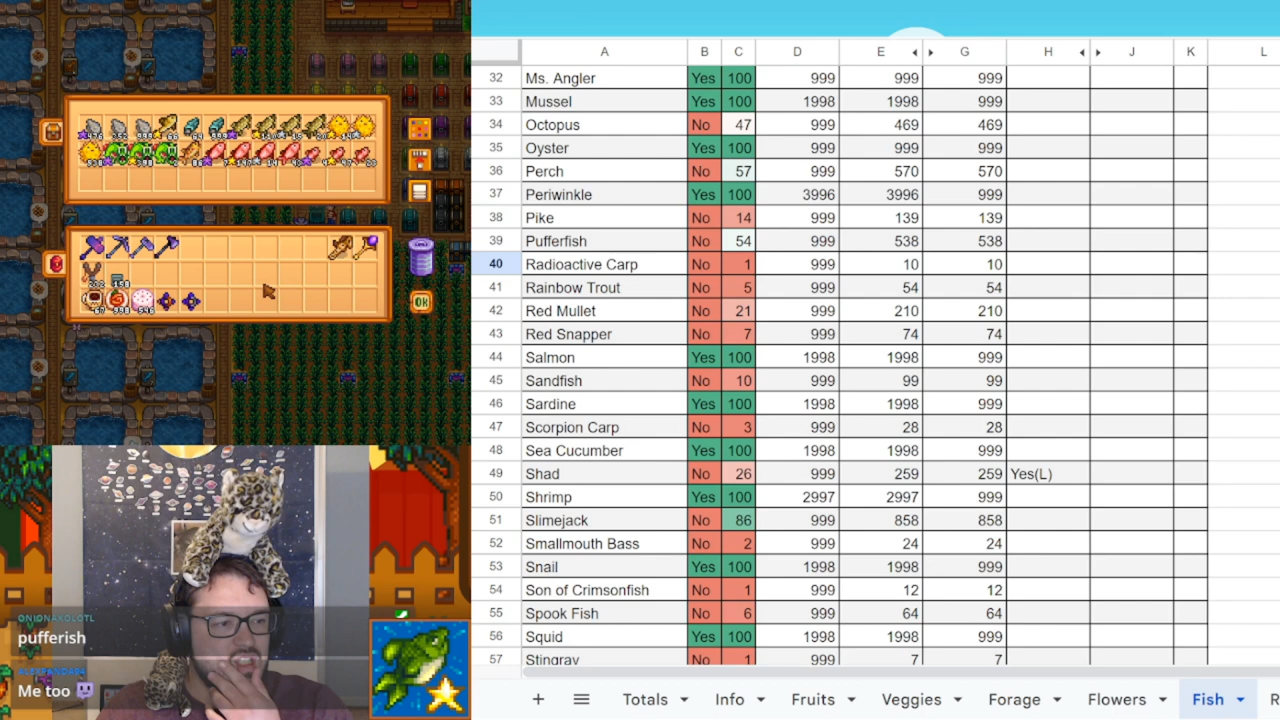 A B C D E G H J K L
32 Ms. Angler Yes 100 999 999 999
33 Mussel Yes 100 1998 1998 999
34 Octopus No 47 999 469 469
35 Oyster Yes 100 999 999 999
36 Perch No 57 999 570 570
37 Periwinkle Yes 100 3996 3996 999
38 Pike No 14 999 139 139
39 Pufferfish No 54 999 538 538
40 Radioactive Carp No 1 999 10 10
41 Rainbow Trout No 5 999 54 54
42 Red Mullet No 21 999 210 210
43 Red Snapper No 7 999 74 74
44 Salmon Yes 100 1998 1998 999
45 Sandfish No 10 999 99 99
46 Sardine Yes 100 1998 1998 999
47 Scorpion Carp No 3 999 28 28
48 Sea Cucumber Yes 100 1998 1998 999
49 Shad No 26 999 259 259 Yes(L)
50 Shrimp Yes 100 2997 2997 999
51 Slimejack No 86 999 858 858
52 Smallmouth Bass No 2 999 24 24
53 Snail Yes 100 1998 1998 999
54 Son of Crimsonfish No 1 999 12 12
55 Spook Fish No 6 999 64 64
56 Squid Yes 100 1998 1998 999
57 Stingray No 1 999 7 7
Totals Info Fruits Veggies Forage Flowers Fish R
OK
ONIONAXOLOTL
pufferish
Me too